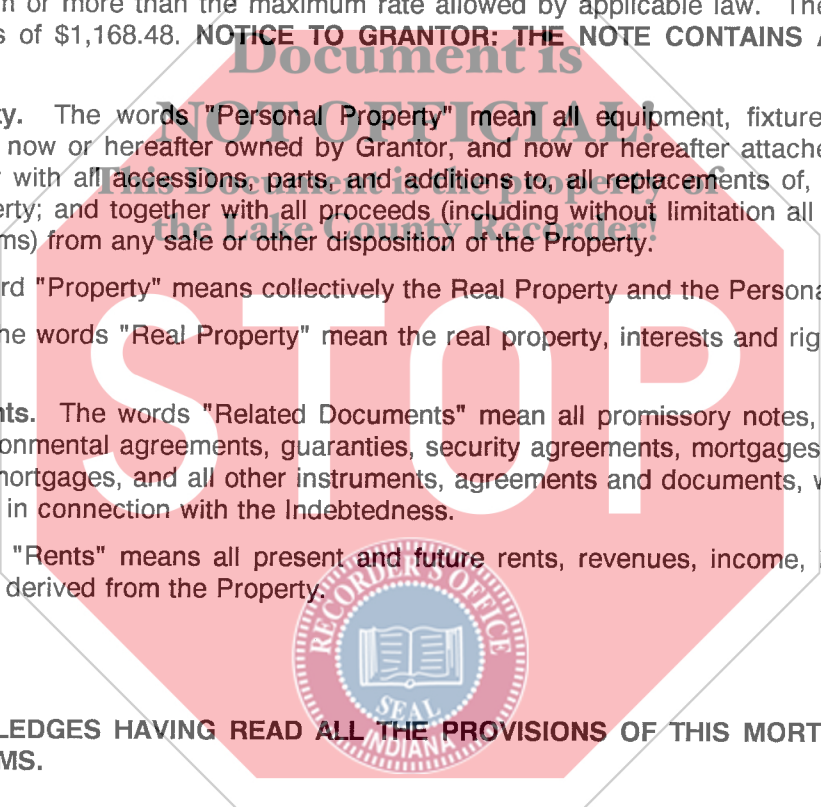 n or more than the maximum rate allowed by applicable law. The
s of $1,168.48. NOTICE TO GRANTOR: THE NOTE CONTAINS A
Document is
NOT OFFICIAL!
This Document is the property of
the Lake County Recorder!
ty. The words "Personal Property" mean all equipment, fixture
now or hereafter owned by Grantor, and now or hereafter attache
with all accessions, parts, and additions to, all replacements of,
erty; and together with all proceeds (including without limitation all
ms) from any sale or other disposition of the Property.
rd "Property" means collectively the Real Property and the Persona
he words "Real Property" mean the real property, interests and rig
STOP
nts. The words "Related Documents" mean all promissory notes,
onmental agreements, guaranties, security agreements, mortgages
mortgages, and all other instruments, agreements and documents, w
in connection with the Indebtedness.
"Rents" means all present and future rents, revenues, income,
derived from the Property.
RECORDER'S OFFICE
SEAL
INDIANA
LEDGES HAVING READ ALL THE PROVISIONS OF THIS MORT
MS.